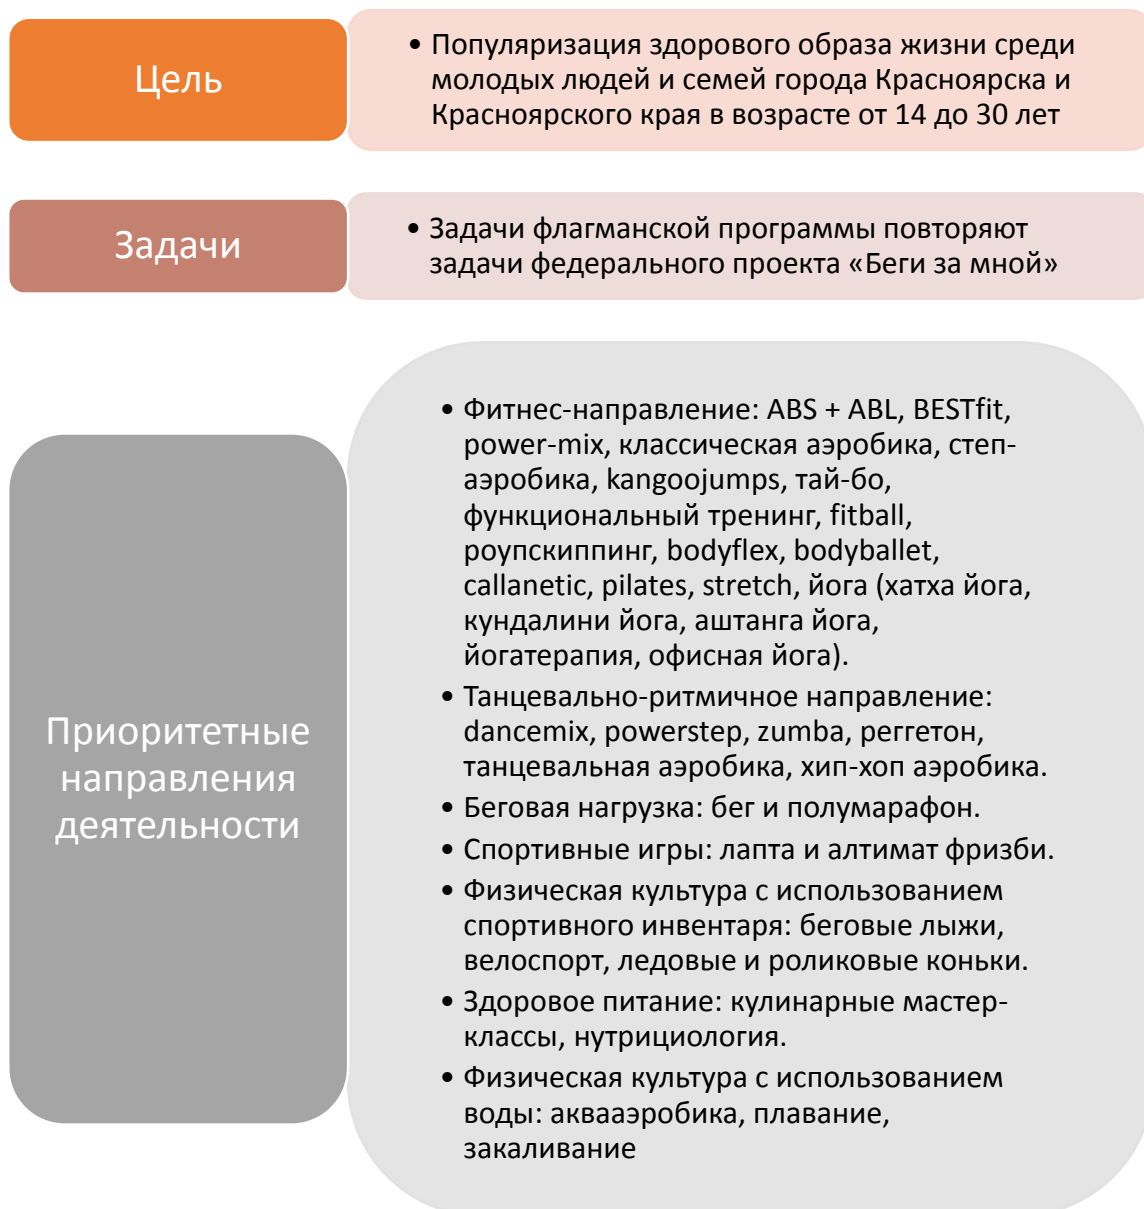 Цель
• Популяризация здорового образа жизни среди
молодых людей и семей города Красноярска и
Красноярского края в возрасте от 14 до 30 лет
Задачи
• Задачи флагманской программы повторяют
задачи федерального проекта «Беги за мной»
Приоритетные
направления
деятельности
• Фитнес-направление: ABS + ABL, BESTfit,
power-mix, классическая аэробика, степ-
аэробика, kangoojumps, тай-бо,
функциональный тренинг, fitball,
роупскиппинг, bodyflex, bodyballet,
callanetic, pilates, stretch, йога (хатха йога,
кундалини йога, аштанга йога,
йогатерапия, офисная йога).
• Танцевально-ритмичное направление:
dancemix, powerstep, zumba, реггетон,
танцевальная аэробика, хип-хоп аэробика.
• Беговая нагрузка: бег и полумарафон.
• Спортивные игры: лапта и алтимат фризби.
• Физическая культура с использованием
спортивного инвентаря: беговые лыжи,
велоспорт, ледовые и роликовые коньки.
• Здоровое питание: кулинарные мастер-
классы, нутрициология.
• Физическая культура с использованием
воды: аквааэробика, плавание,
закаливание